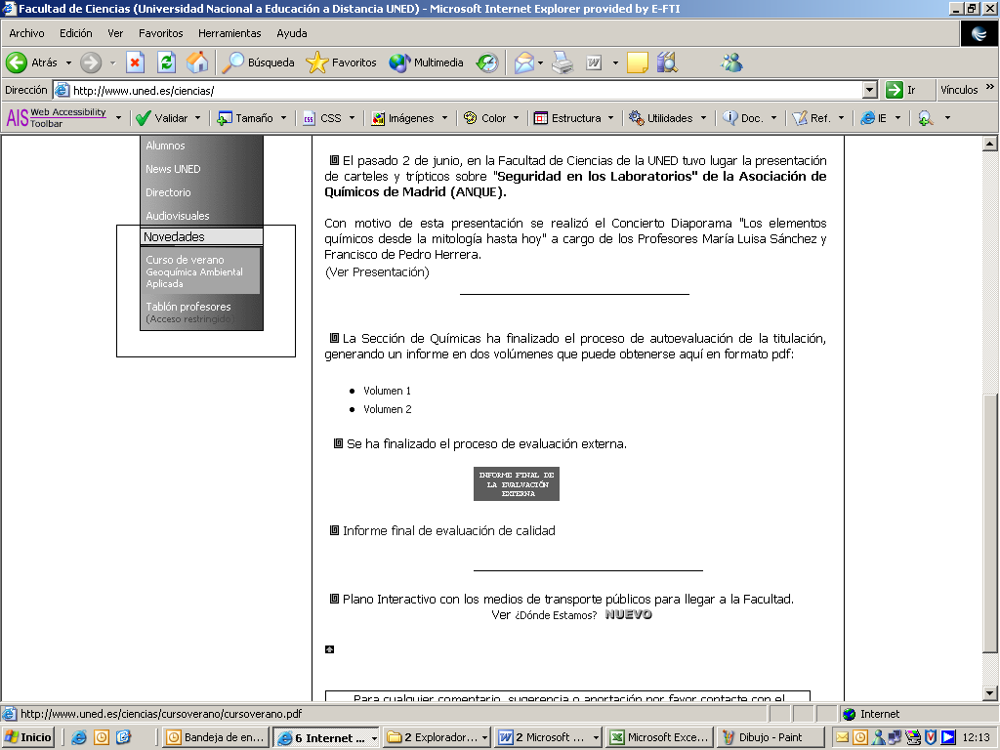 Facultad de Ciencias (Universidad Nacional a Educación a Distancia UNED) - Microsoft Internet Explorer provided by E-FTI
Archivo Edición Ver Favoritos Herramientas Ayuda
Atrás Búsqueda Favoritos Multimedia
Dirección http://www.uned.es/ciencias/ Ir Vínculos »
AIS Web Accessibility Toolbar Validar Tamaño CSS Imágenes Color Estructura Utilidades Doc. Ref. IE
Alumnos
News UNED
Directorio
Audiovisuales
Novedades
Curso de verano
Geoquímica Ambiental
Aplicada
Tablón profesores
(Acceso restringido)
El pasado 2 de junio, en la Facultad de Ciencias de la UNED tuvo lugar la presentación
de carteles y trípticos sobre "Seguridad en los Laboratorios" de la Asociación de
Químicos de Madrid (ANQUE).
Con motivo de esta presentación se realizó el Concierto Diaporama "Los elementos
químicos desde la mitología hasta hoy" a cargo de los Profesores María Luisa Sánchez y
Francisco de Pedro Herrera.
(Ver Presentación)
La Sección de Químicas ha finalizado el proceso de autoevaluación de la titulación,
generando un informe en dos volúmenes que puede obtenerse aquí en formato pdf:
Volumen 1
Volumen 2
Se ha finalizado el proceso de evaluación externa.
INFORME FINAL DE
LA EVALUACIÓN
EXTERNA
Informe final de evaluación de calidad
Plano Interactivo con los medios de transporte públicos para llegar a la Facultad.
Ver ¿Dónde Estamos? NUEVO
Para cualquier comentario, sugerencia o aportación por favor contacte con el
http://www.uned.es/ciencias/cursoverano/cursoverano.pdf Internet
Inicio Bandeja de en... 6 Internet ... 2 Explorador... 2 Microsoft ... Microsoft Exce... Dibujo - Paint 12:13